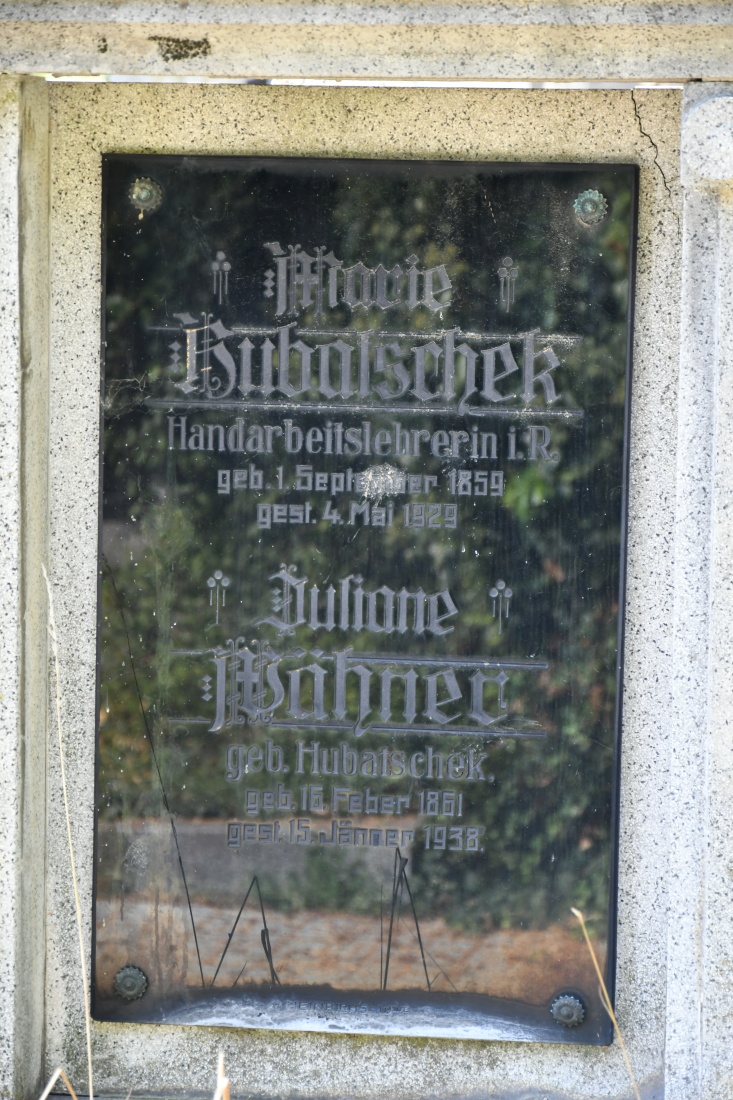 Marie
Hubatschek
Handarbeitslehrerin i.R.
geb. 1. September 1859
gest. 4. Mai 1929
Juliane
Wähner
geb. Hubatschek,
geb. 16. Feber 1861
gest. 15. Jänner 1938.